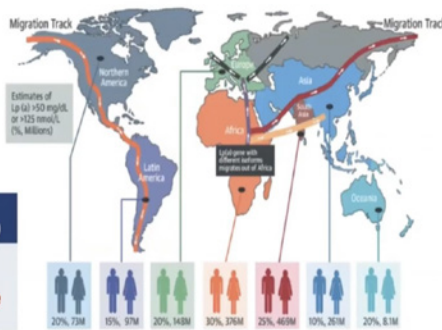 Migration Track
Migration Track
Northern
America
Europe
Asia
Estimates of
Lp (a) >50 mg/dL
or >125 nmol/L
(%, Millions)
Africa
South
Asia
Lp(a) gene with
different isoforms
migrates out of Africa
Latin
America
Oceania
20%, 73M
15%, 97M
20%, 148M
30%, 376M
25%, 469M
10%, 261M
20%, 8.1M